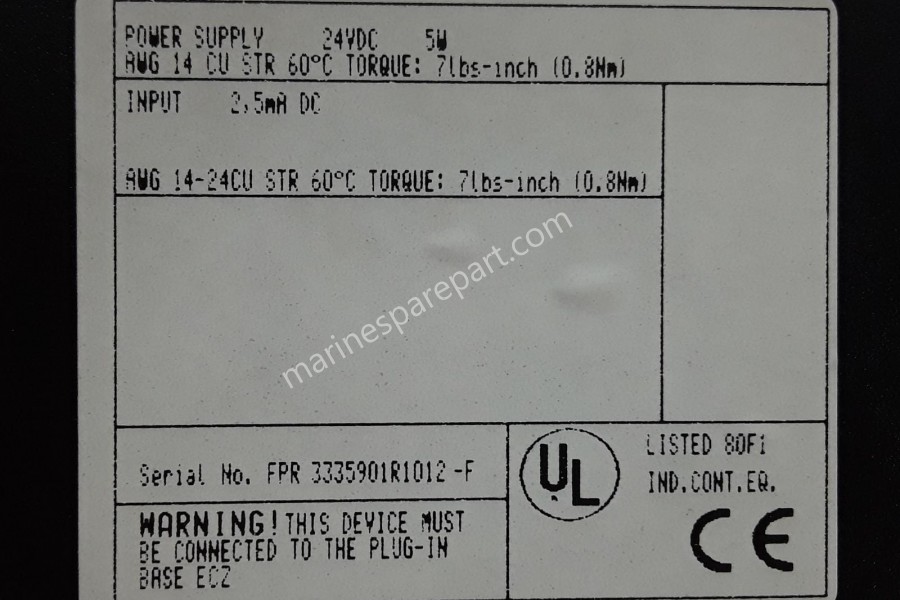 POWER SUPPLY 24VDC 5W
AWG 14 CU STR 60°C TORQUE: 7lbs-inch (0.8Nm)
INPUT 2,5mA DC
AWG 14-24CU STR 60°C TORQUE: 7lbs-inch (0.8Nm)
marinesparepart.com
Serial No. FPR 3335901R1012-F
UL
LISTED 80F1
IND.CONT.EQ.
CE
WARNING! THIS DEVICE MUST
BE CONNECTED TO THE PLUG-IN
BASE ECZ